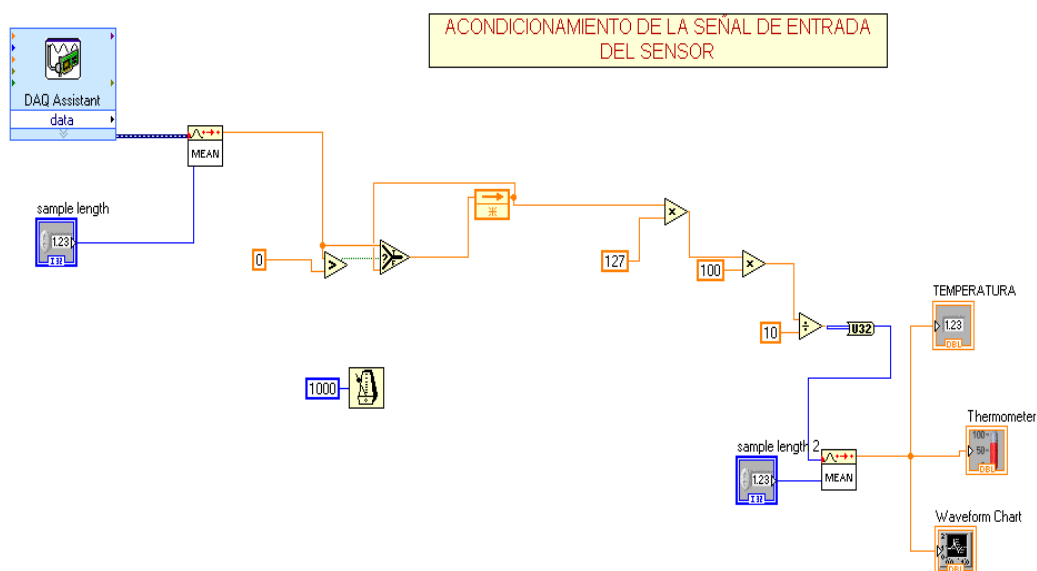 ACONDICIONAMIENTO DE LA SEÑAL DE ENTRADA
DEL SENSOR
DAQ Assistant
data
MEAN
sample length
1.23
I32
0
>
?
T
F
127
×
100
×
10
÷
U32
1000
TEMPERATURA
1.23
DBL
Thermometer
100
50
DBL
sample length 2
1.23
I32
MEAN
Waveform Chart
DBL